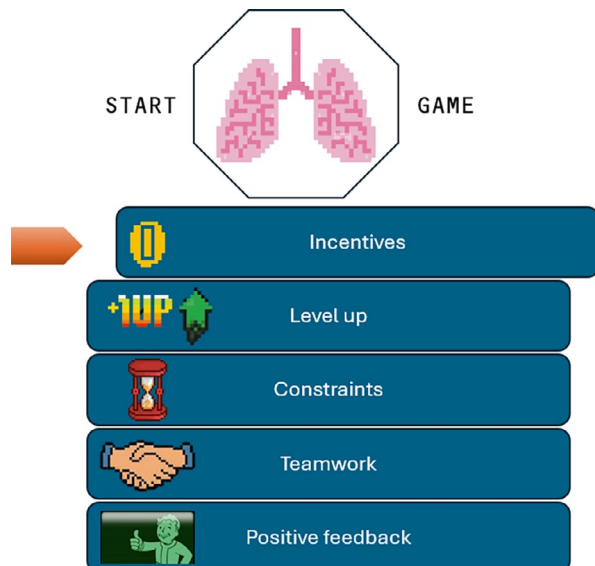 START GAME
Incentives
+1UP Level up
Constraints
Teamwork
Positive feedback